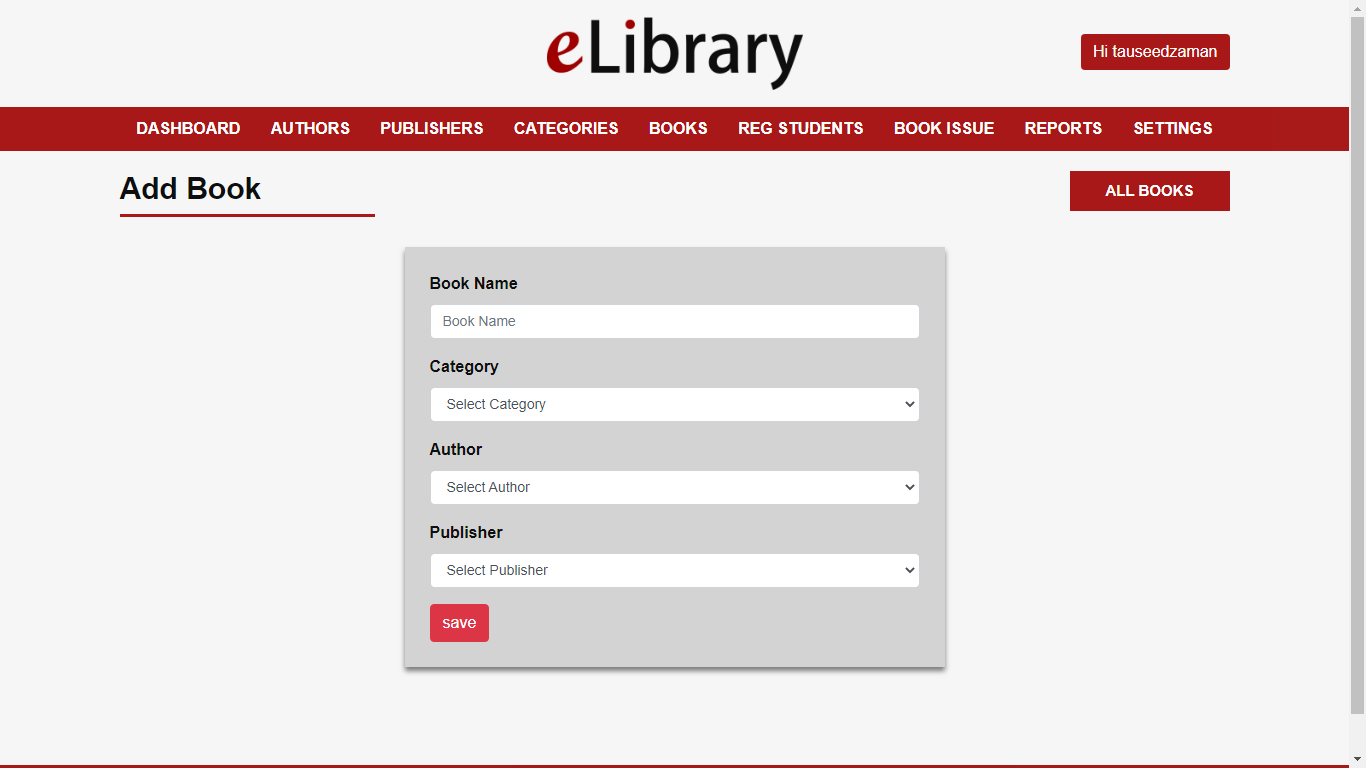 eLibrary
Hi tauseedzaman
DASHBOARD AUTHORS PUBLISHERS CATEGORIES BOOKS REG STUDENTS BOOK ISSUE REPORTS SETTINGS
Add Book
ALL BOOKS
Book Name
Book Name
Category
Select Category
Author
Select Author
Publisher
Select Publisher
save